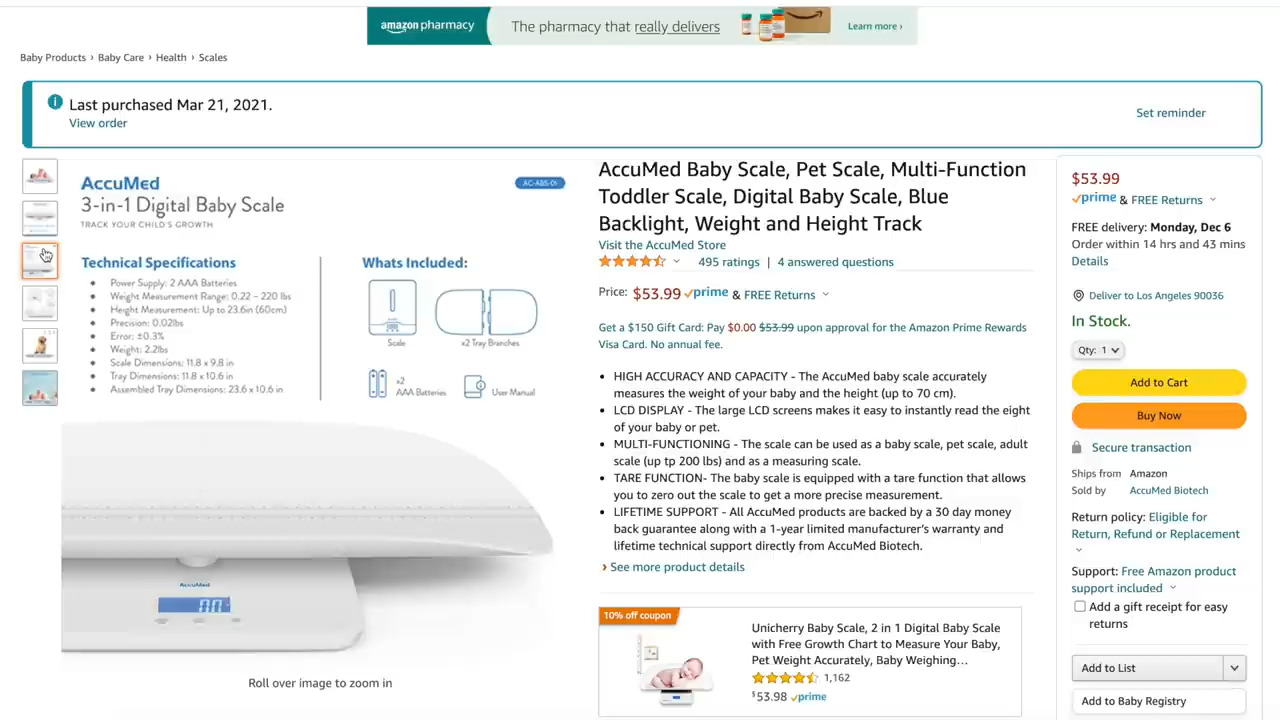 amazon pharmacy
The pharmacy that really delivers
Learn more ›
Baby Products › Baby Care › Health › Scales
Last purchased Mar 21, 2021.
View order
Set reminder
AccuMed
AC-ABS-01
3-in-1 Digital Baby Scale
TRACK YOUR CHILD'S GROWTH
Technical Specifications
• Power Supply: 2 AAA Batteries
• Weight Measurement Range: 0.22 - 220 lbs
• Height Measurement: Up to 23.6in (60cm)
• Precision: 0.02lbs
• Error: ±0.3%
• Weight: 2.2lbs
• Scale Dimensions: 11.8 x 9.8 in
• Tray Dimensions: 11.8 x 10.6 in
• Assembled Tray Dimensions: 23.6 x 10.6 in
Whats Included:
Scale
x2 Tray Branches
x2
AAA Batteries
User Manual
AccuMed
Roll over image to zoom in
AccuMed Baby Scale, Pet Scale, Multi-Function
Toddler Scale, Digital Baby Scale, Blue
Backlight, Weight and Height Track
Visit the AccuMed Store
495 ratings | 4 answered questions
Price: $53.99 prime & FREE Returns
Get a $150 Gift Card: Pay $0.00 $53.99 upon approval for the Amazon Prime Rewards
Visa Card. No annual fee.
• HIGH ACCURACY AND CAPACITY - The AccuMed baby scale accurately
measures the weight of your baby and the height (up to 70 cm).
• LCD DISPLAY - The large LCD screens makes it easy to instantly read the eight
of your baby or pet.
• MULTI-FUNCTIONING - The scale can be used as a baby scale, pet scale, adult
scale (up tp 200 lbs) and as a measuring scale.
• TARE FUNCTION- The baby scale is equipped with a tare function that allows
you to zero out the scale to get a more precise measurement.
• LIFETIME SUPPORT - All AccuMed products are backed by a 30 day money
back guarantee along with a 1-year limited manufacturer's warranty and
lifetime technical support directly from AccuMed Biotech.
› See more product details
10% off coupon
Unicherry Baby Scale, 2 in 1 Digital Baby Scale
with Free Growth Chart to Measure Your Baby,
Pet Weight Accurately, Baby Weighing...
1,162
$53.98 prime
$53.99
prime & FREE Returns
FREE delivery: Monday, Dec 6
Order within 14 hrs and 43 mins
Details
Deliver to Los Angeles 90036
In Stock.
Qty: 1
Add to Cart
Buy Now
Secure transaction
Ships from Amazon
Sold by AccuMed Biotech
Return policy: Eligible for
Return, Refund or Replacement
Support: Free Amazon product
support included
Add a gift receipt for easy
returns
Add to List
Add to Baby Registry